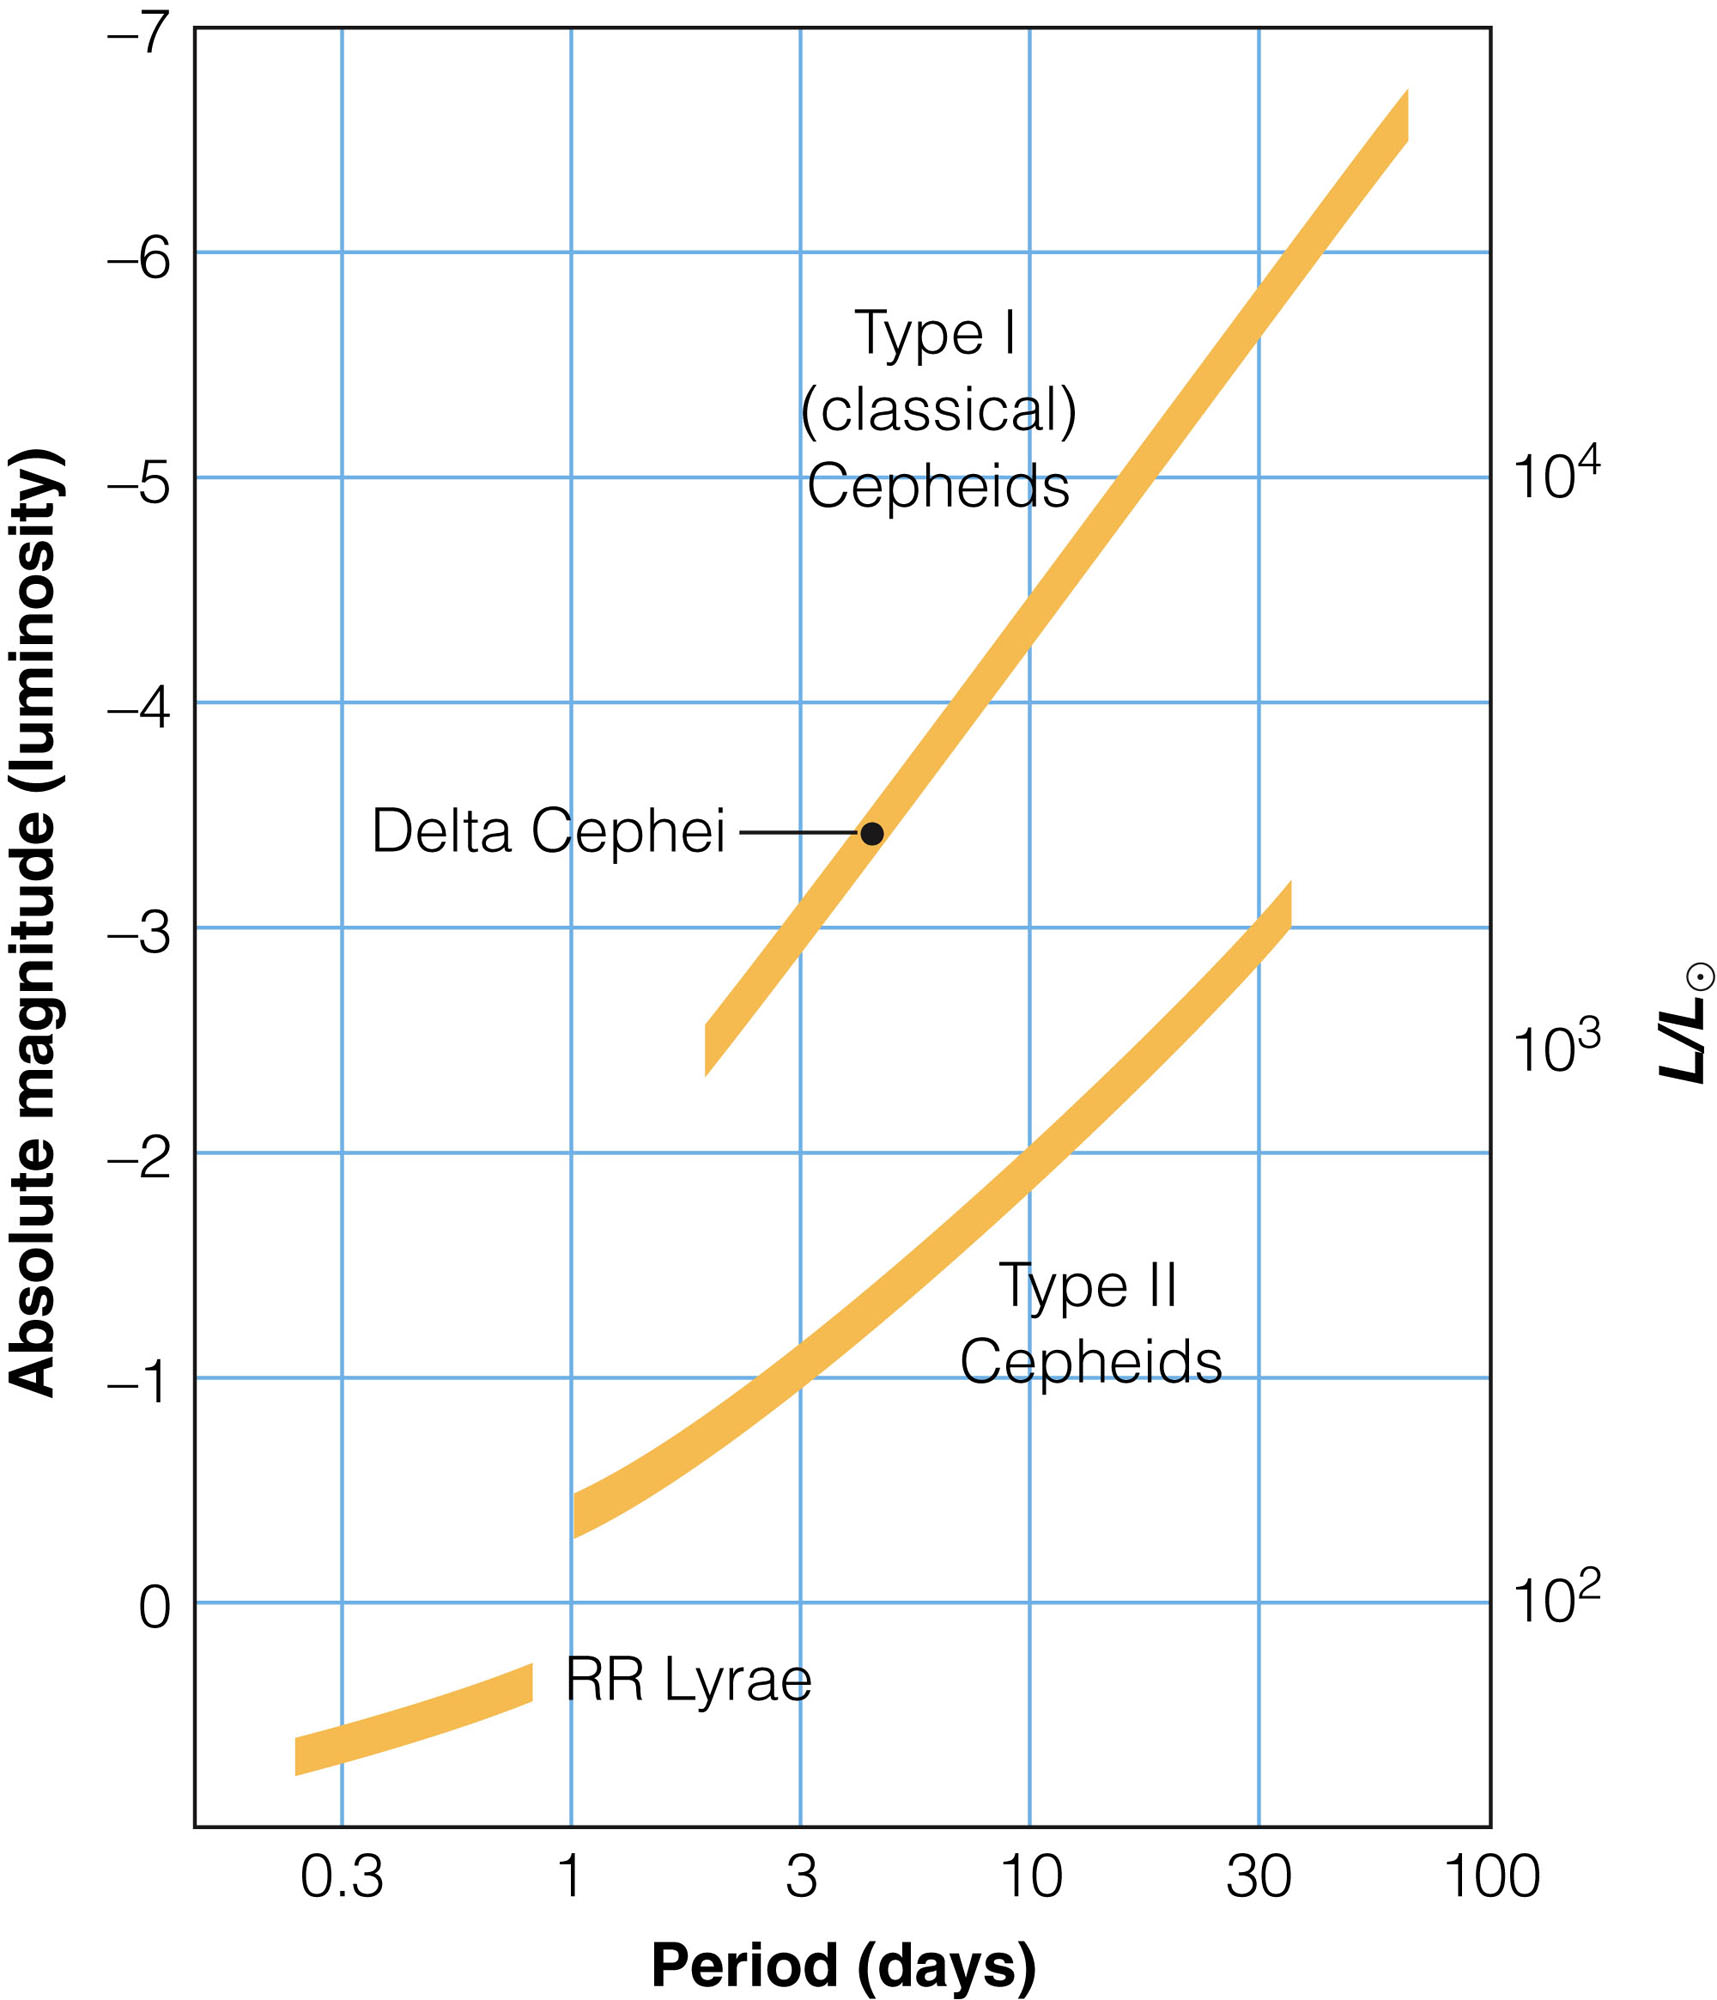 Absolute magnitude (luminosity)
–7
–6
–5
–4
–3
–2
–1
0
Type I
(classical)
Cepheids
Delta Cephei
Type II
Cepheids
RR Lyrae
10⁴
10³
10²
L/L☉
0.3 1 3 10 30 100
Period (days)